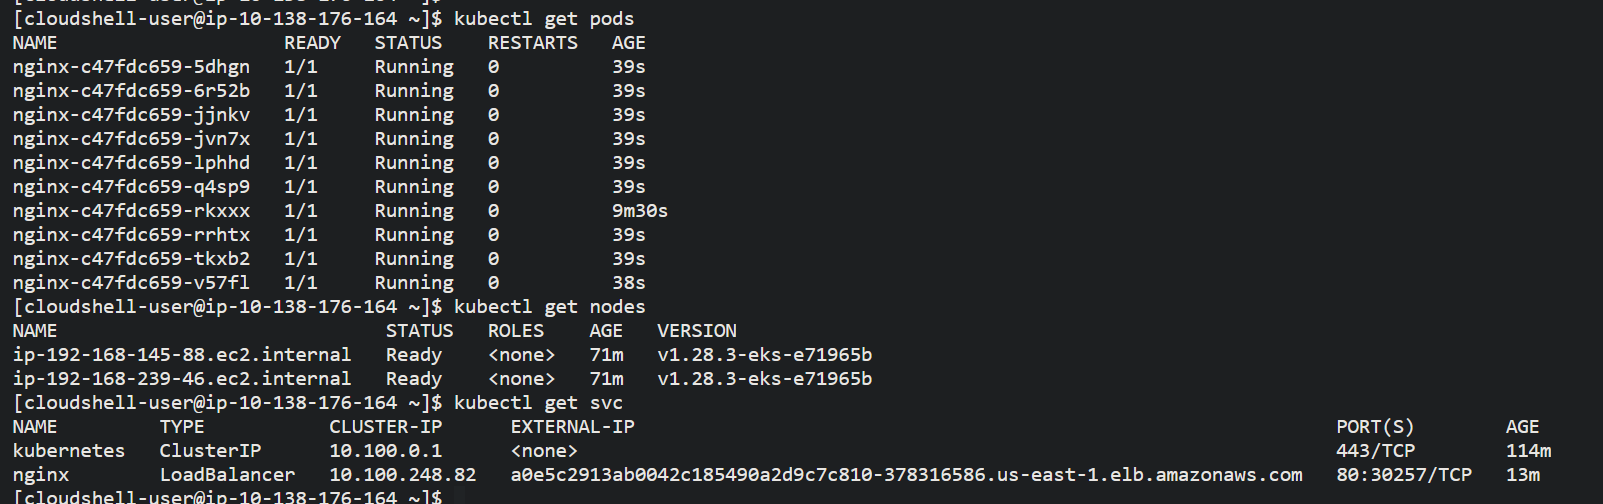 [cloudshell-user@ip-10-138-176-164 ~]$ kubectl get pods
NAME READY STATUS RESTARTS AGE
nginx-c47fdc659-5dhgn 1/1 Running 0 39s
nginx-c47fdc659-6r52b 1/1 Running 0 39s
nginx-c47fdc659-jjnkv 1/1 Running 0 39s
nginx-c47fdc659-jvn7x 1/1 Running 0 39s
nginx-c47fdc659-lphhd 1/1 Running 0 39s
nginx-c47fdc659-q4sp9 1/1 Running 0 39s
nginx-c47fdc659-rkxxx 1/1 Running 0 9m30s
nginx-c47fdc659-rrhtx 1/1 Running 0 39s
nginx-c47fdc659-tkxb2 1/1 Running 0 39s
nginx-c47fdc659-v57fl 1/1 Running 0 38s
[cloudshell-user@ip-10-138-176-164 ~]$ kubectl get nodes
NAME STATUS ROLES AGE VERSION
ip-192-168-145-88.ec2.internal Ready <none> 71m v1.28.3-eks-e71965b
ip-192-168-239-46.ec2.internal Ready <none> 71m v1.28.3-eks-e71965b
[cloudshell-user@ip-10-138-176-164 ~]$ kubectl get svc
NAME TYPE CLUSTER-IP EXTERNAL-IP PORT(S) AGE
kubernetes ClusterIP 10.100.0.1 <none> 443/TCP 114m
nginx LoadBalancer 10.100.248.82 a0e5c2913ab0042c185490a2d9c7c810-378316586.us-east-1.elb.amazonaws.com 80:30257/TCP 13m
[cloudshell-user@ip-10-138-176-164 ~]$